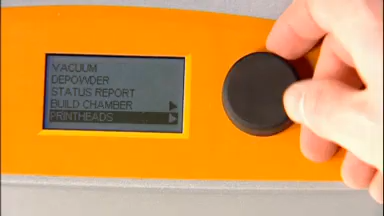 VACUUM
DEPOWDER
STATUS REPORT
BUILD CHAMBER
PRINTHEADS